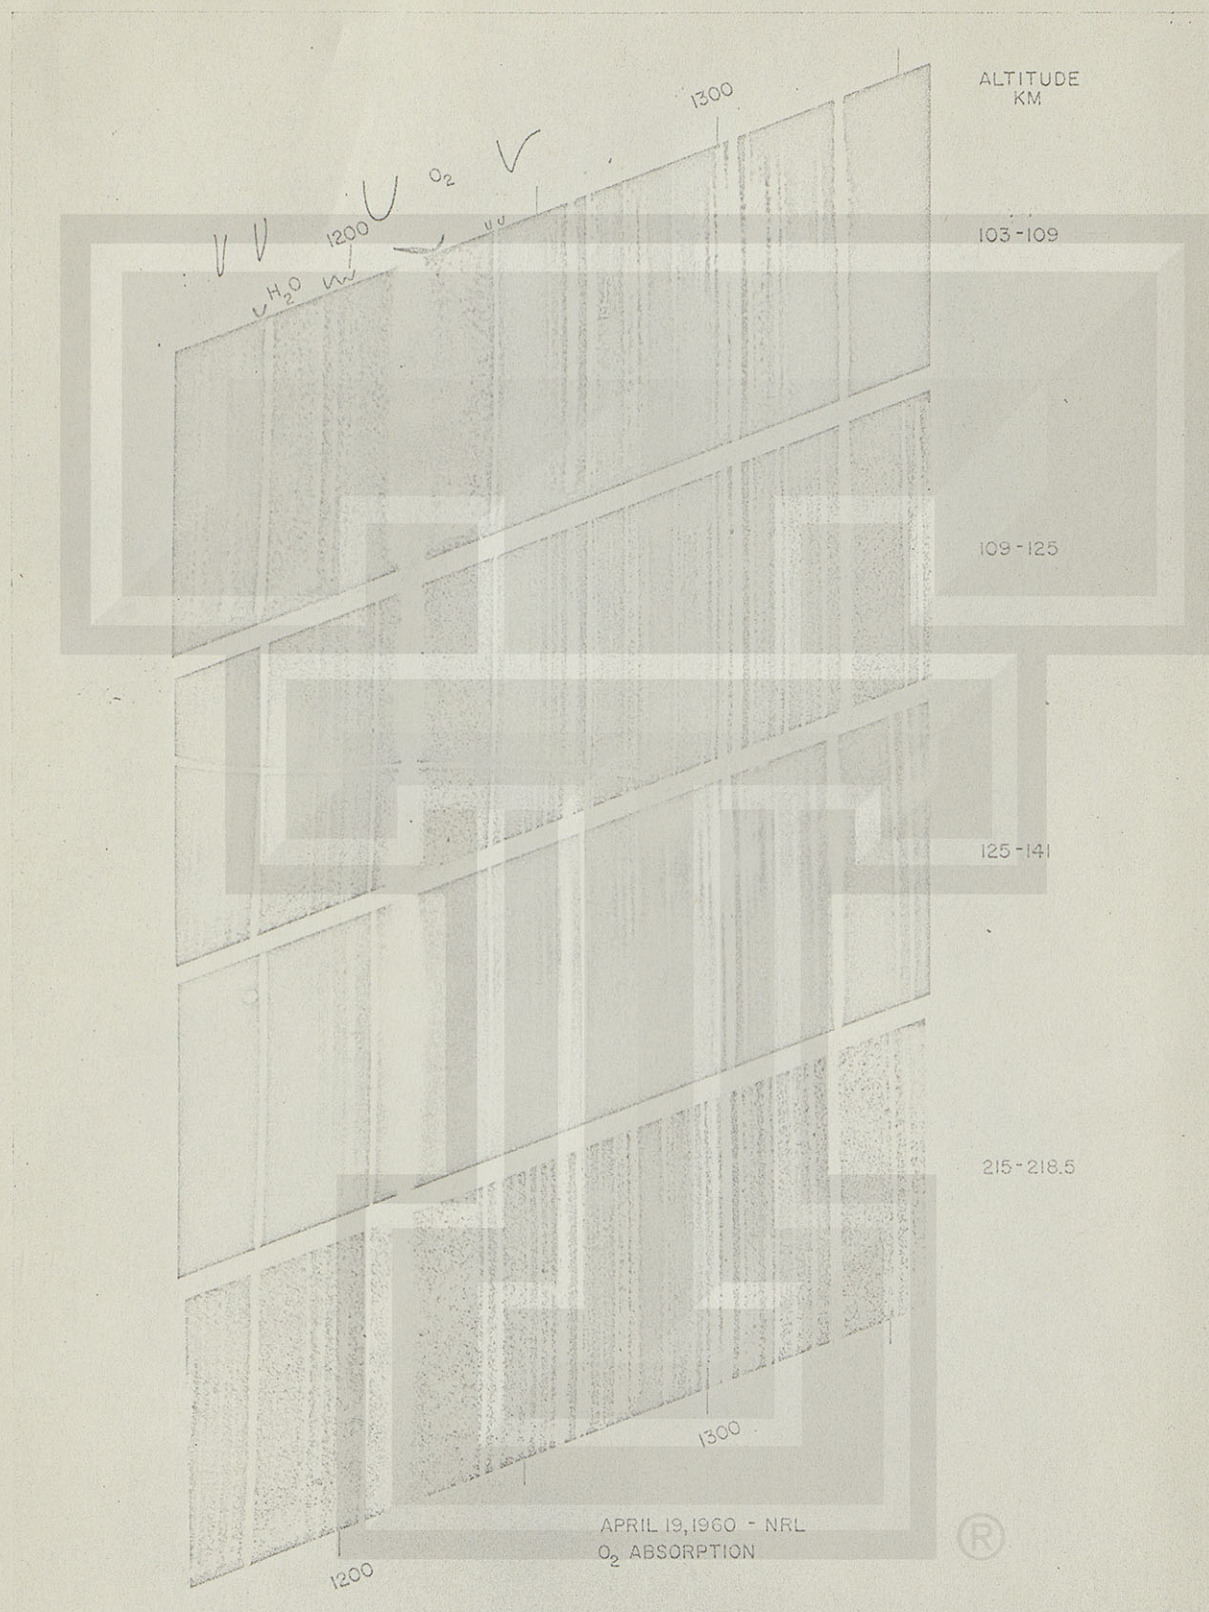 ALTITUDE
KM
1300
O₂
1200
H₂O
103-109
109-125
125-141
215-218.5
1300
1200
APRIL 19, 1960 - NRL
O₂ ABSORPTION
®